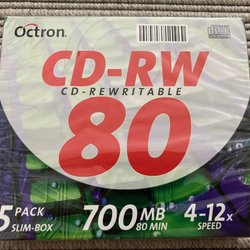 Octron.
CD-RW
CD-REWRITABLE
80
5 PACK
SLIM-BOX
700 MB
80 MIN
4-12x
SPEED